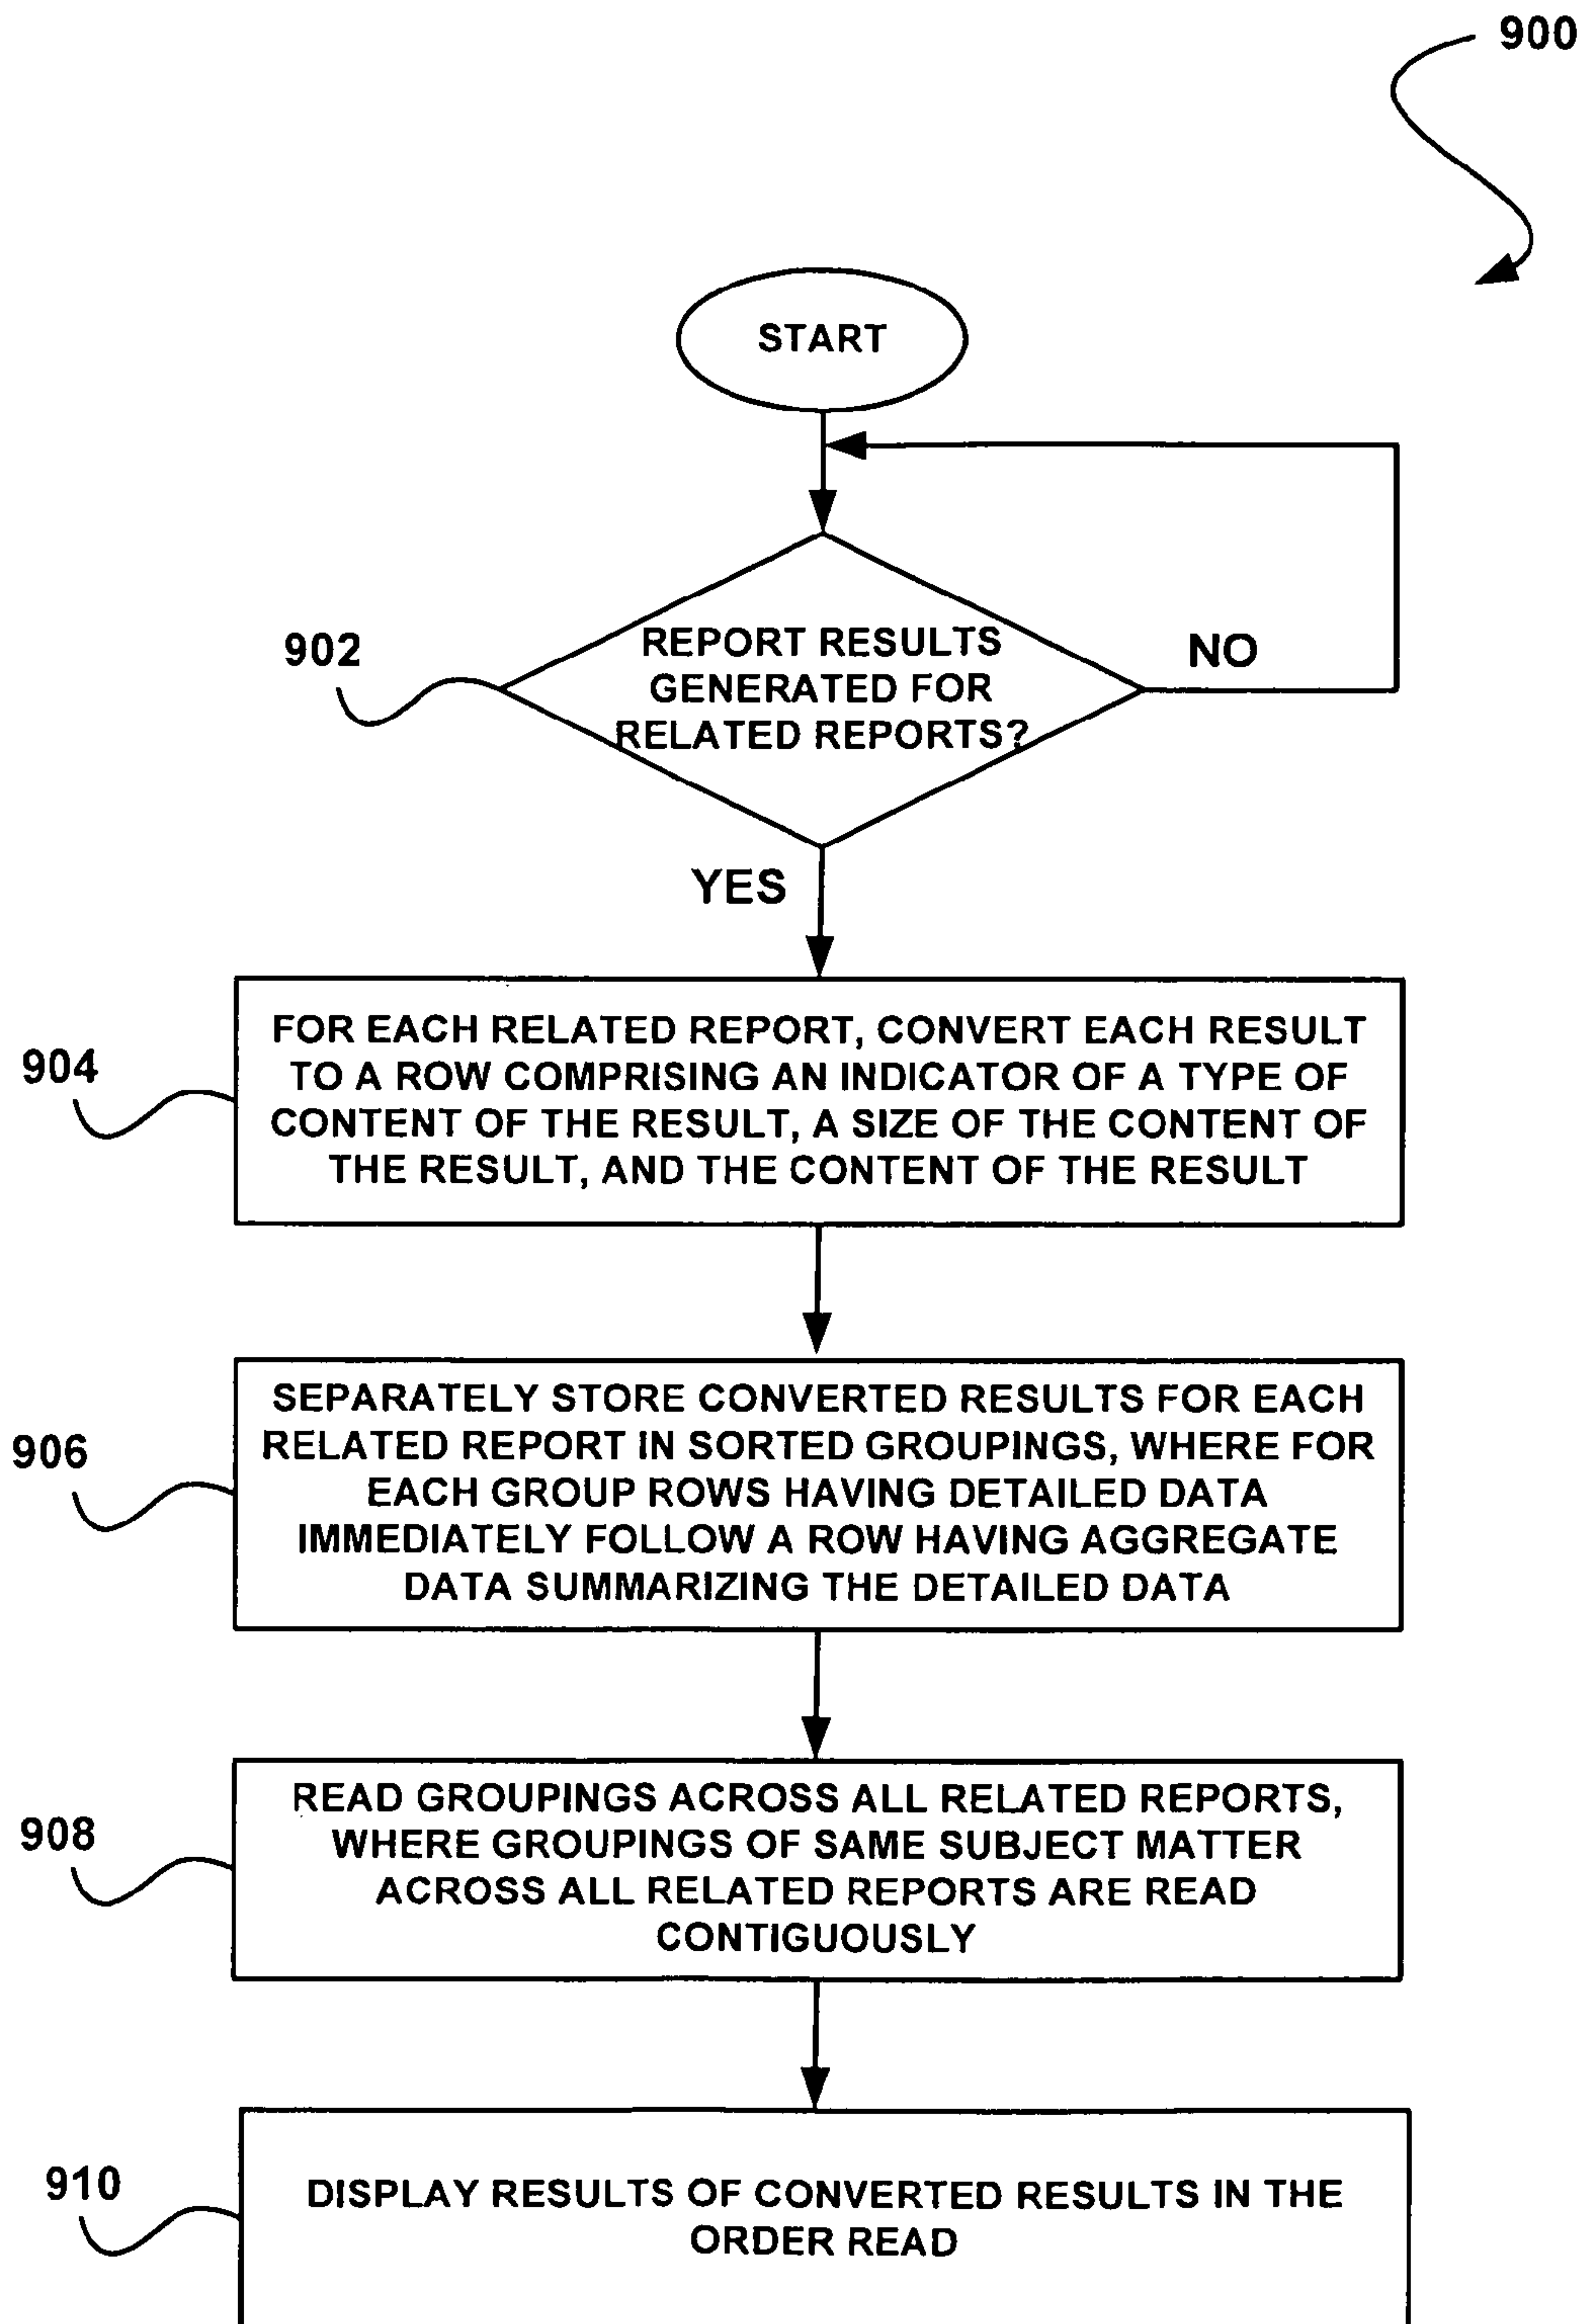 900
START
902
REPORT RESULTS
GENERATED FOR
RELATED REPORTS?
NO
YES
904
FOR EACH RELATED REPORT, CONVERT EACH RESULT
TO A ROW COMPRISING AN INDICATOR OF A TYPE OF
CONTENT OF THE RESULT, A SIZE OF THE CONTENT OF
THE RESULT, AND THE CONTENT OF THE RESULT
906
SEPARATELY STORE CONVERTED RESULTS FOR EACH
RELATED REPORT IN SORTED GROUPINGS, WHERE FOR
EACH GROUP ROWS HAVING DETAILED DATA
IMMEDIATELY FOLLOW A ROW HAVING AGGREGATE
DATA SUMMARIZING THE DETAILED DATA
908
READ GROUPINGS ACROSS ALL RELATED REPORTS,
WHERE GROUPINGS OF SAME SUBJECT MATTER
ACROSS ALL RELATED REPORTS ARE READ
CONTIGUOUSLY
910
DISPLAY RESULTS OF CONVERTED RESULTS IN THE
ORDER READ